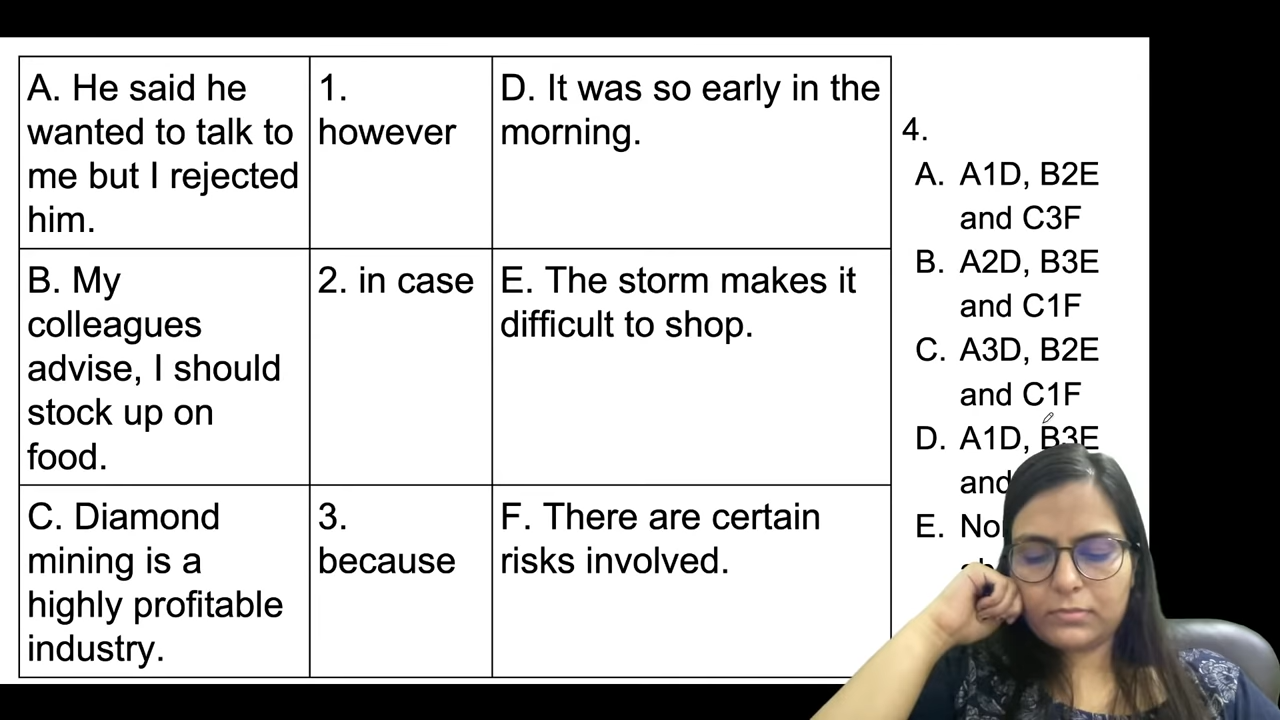 A. He said he
wanted to talk to
me but I rejected
him.
1.
however
D. It was so early in the
morning.
B. My
colleagues
advise, I should
stock up on
food.
2. in case
E. The storm makes it
difficult to shop.
C. Diamond
mining is a
highly profitable
industry.
3.
because
F. There are certain
risks involved.
4.
A. A1D, B2E
and C3F
B. A2D, B3E
and C1F
C. A3D, B2E
and C1F
D. A1D, B3E
and
E.